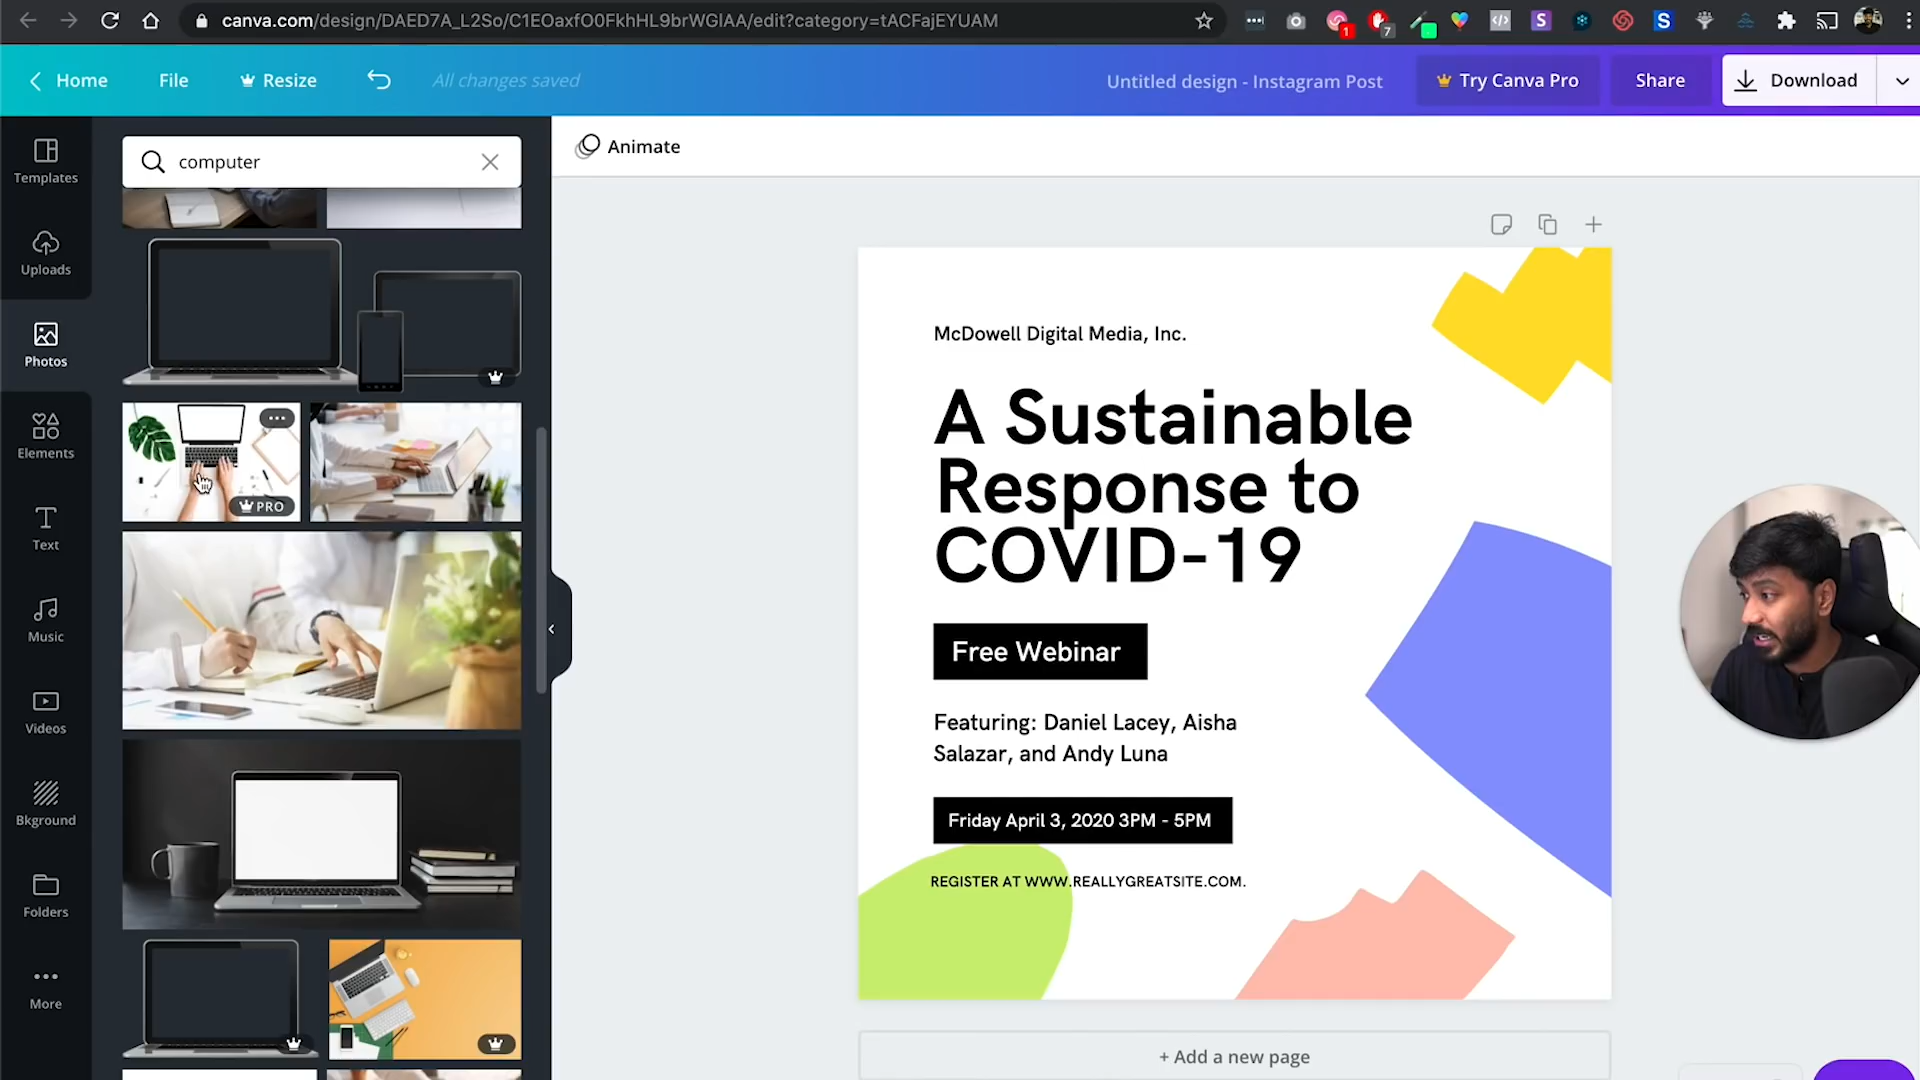 canva.com/design/DAED7A_L2So/C1EOaxfO0FkhHL9brWGIAA/edit?category=tACFajEYUAM
1
7
S
S
Home
File
Resize
All changes saved
Untitled design - Instagram Post
Try Canva Pro
Share
Download
Templates
Uploads
Photos
Elements
Text
Music
Videos
Bkground
Folders
More
computer
PRO
Animate
McDowell Digital Media, Inc.
A Sustainable
Response to
COVID-19
Free Webinar
Featuring: Daniel Lacey, Aisha
Salazar, and Andy Luna
Friday April 3, 2020 3PM - 5PM
REGISTER AT WWW.REALLYGREATSITE.COM.
+ Add a new page